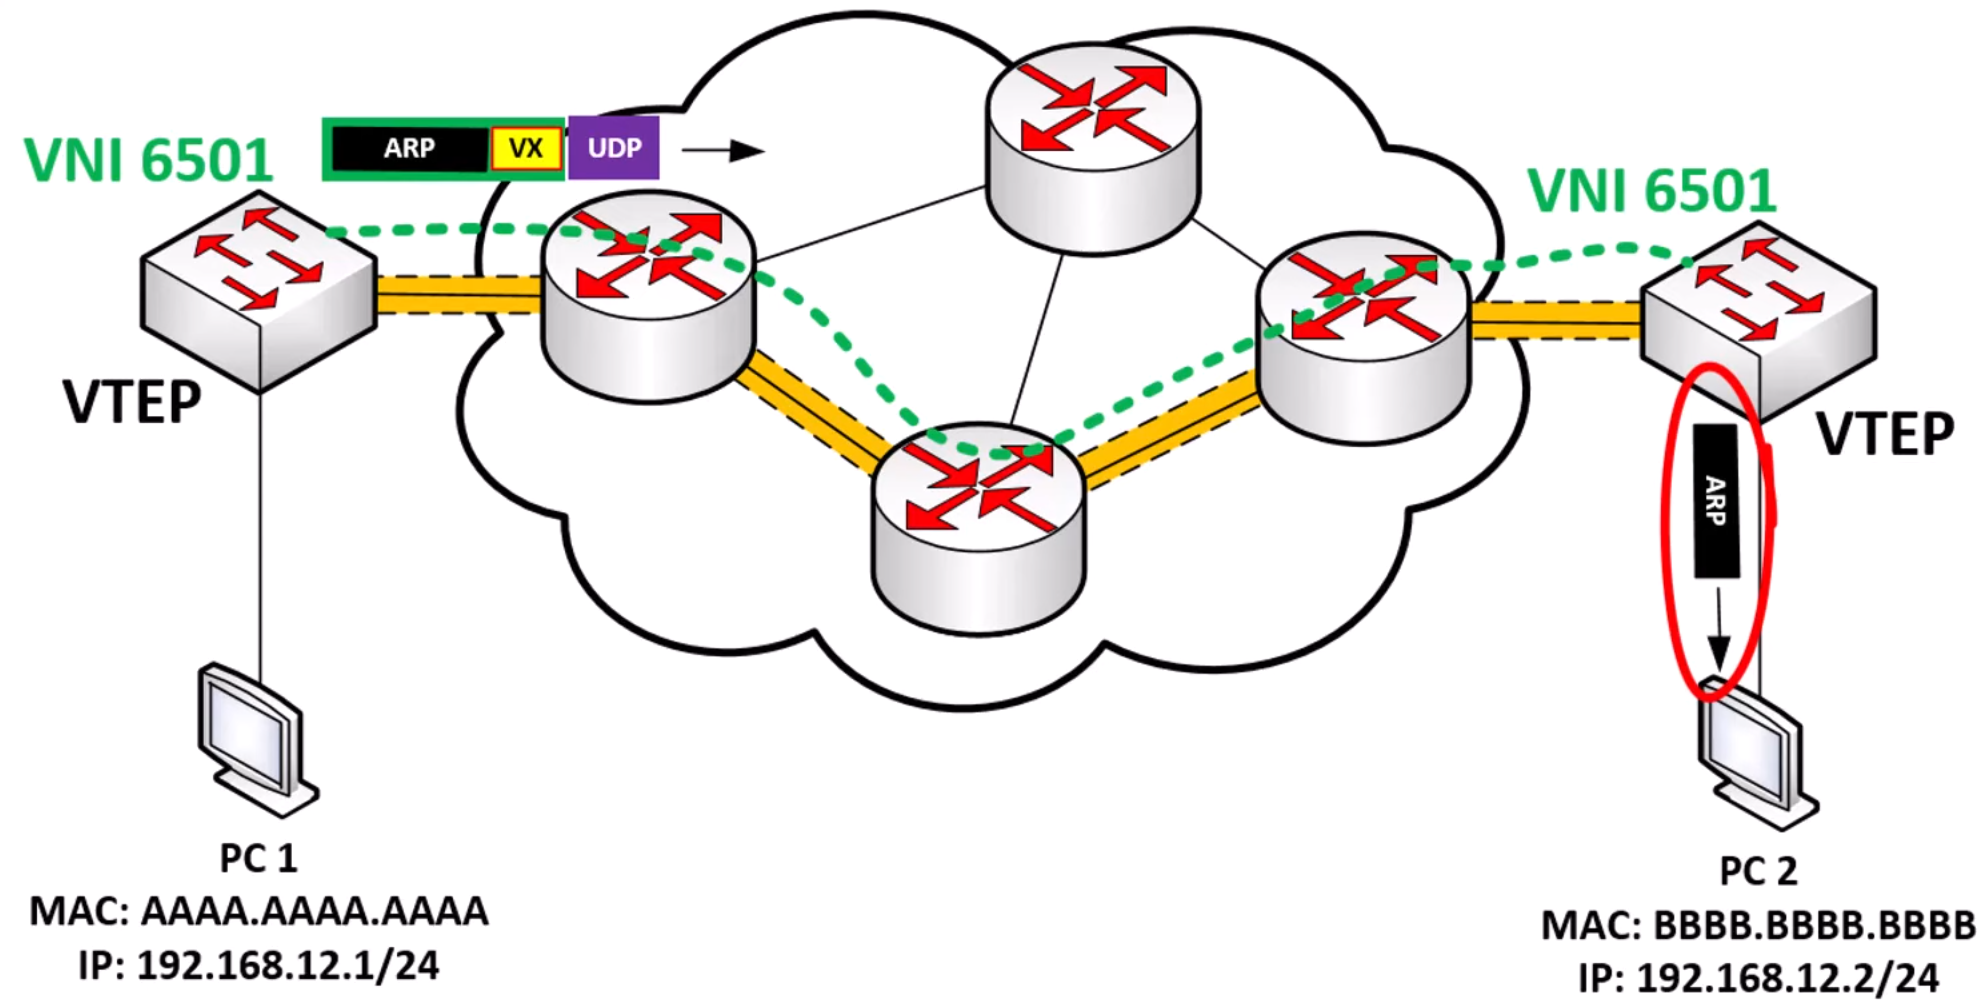 VNI 6501
ARP VX UDP
VNI 6501
VTEP
VTEP
ARP
PC 1
MAC: AAAA.AAAA.AAAA
IP: 192.168.12.1/24
PC 2
MAC: BBBB.BBBB.BBBB
IP: 192.168.12.2/24